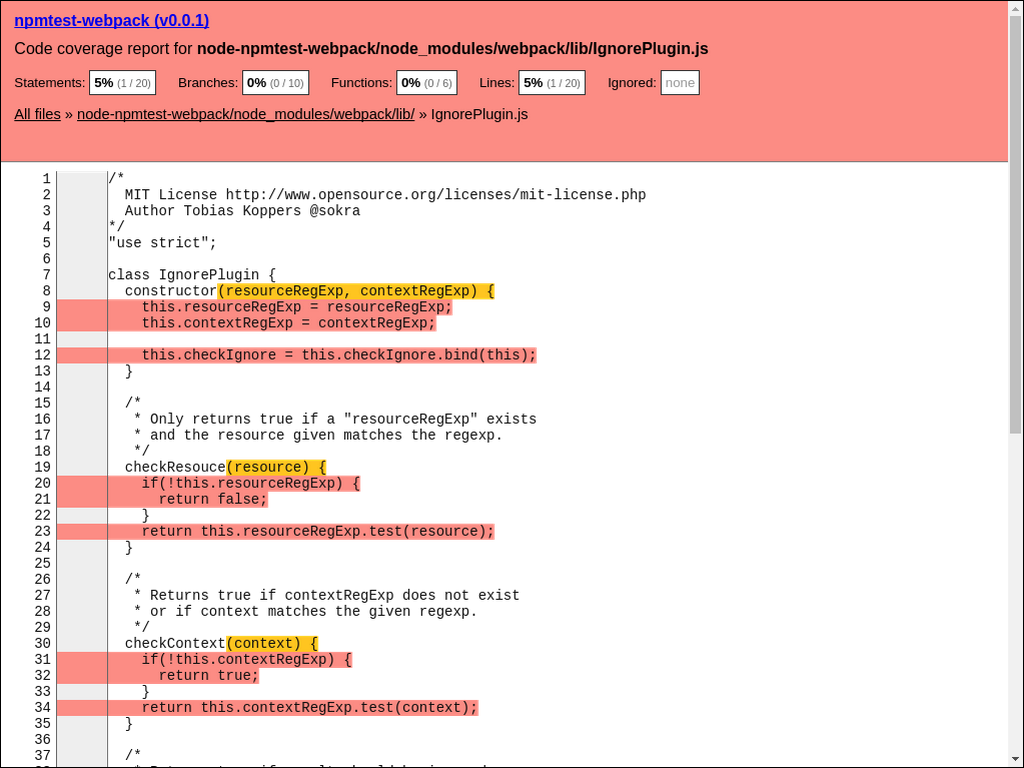 npmtest-webpack (v0.0.1)
Code coverage report for node-npmtest-webpack/node_modules/webpack/lib/IgnorePlugin.js
Statements: 5% (1 / 20) Branches: 0% (0 / 10) Functions: 0% (0 / 6) Lines: 5% (1 / 20) Ignored: none
All files » node-npmtest-webpack/node_modules/webpack/lib/ » IgnorePlugin.js
1 /*
2   MIT License http://www.opensource.org/licenses/mit-license.php
3   Author Tobias Koppers @sokra
4 */
5 "use strict";
6
7 class IgnorePlugin {
8   constructor(resourceRegExp, contextRegExp) {
9     this.resourceRegExp = resourceRegExp;
10     this.contextRegExp = contextRegExp;
11
12     this.checkIgnore = this.checkIgnore.bind(this);
13   }
14
15   /*
16    * Only returns true if a "resourceRegExp" exists
17    * and the resource given matches the regexp.
18    */
19   checkResouce(resource) {
20     if(!this.resourceRegExp) {
21       return false;
22     }
23     return this.resourceRegExp.test(resource);
24   }
25
26   /*
27    * Returns true if contextRegExp does not exist
28    * or if context matches the given regexp.
29    */
30   checkContext(context) {
31     if(!this.contextRegExp) {
32       return true;
33     }
34     return this.contextRegExp.test(context);
35   }
36
37   /*